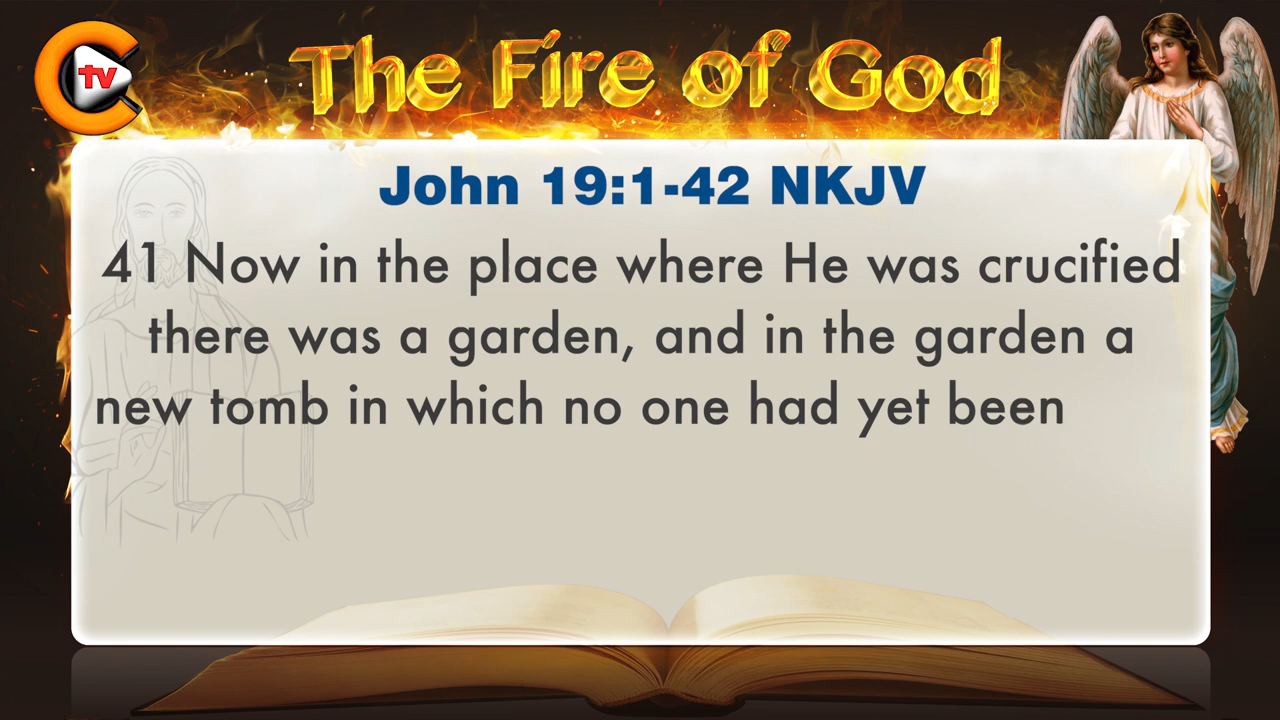 tv
The Fire of God
John 19:1-42 NKJV
41 Now in the place where He was crucified
there was a garden, and in the garden a
new tomb in which no one had yet been